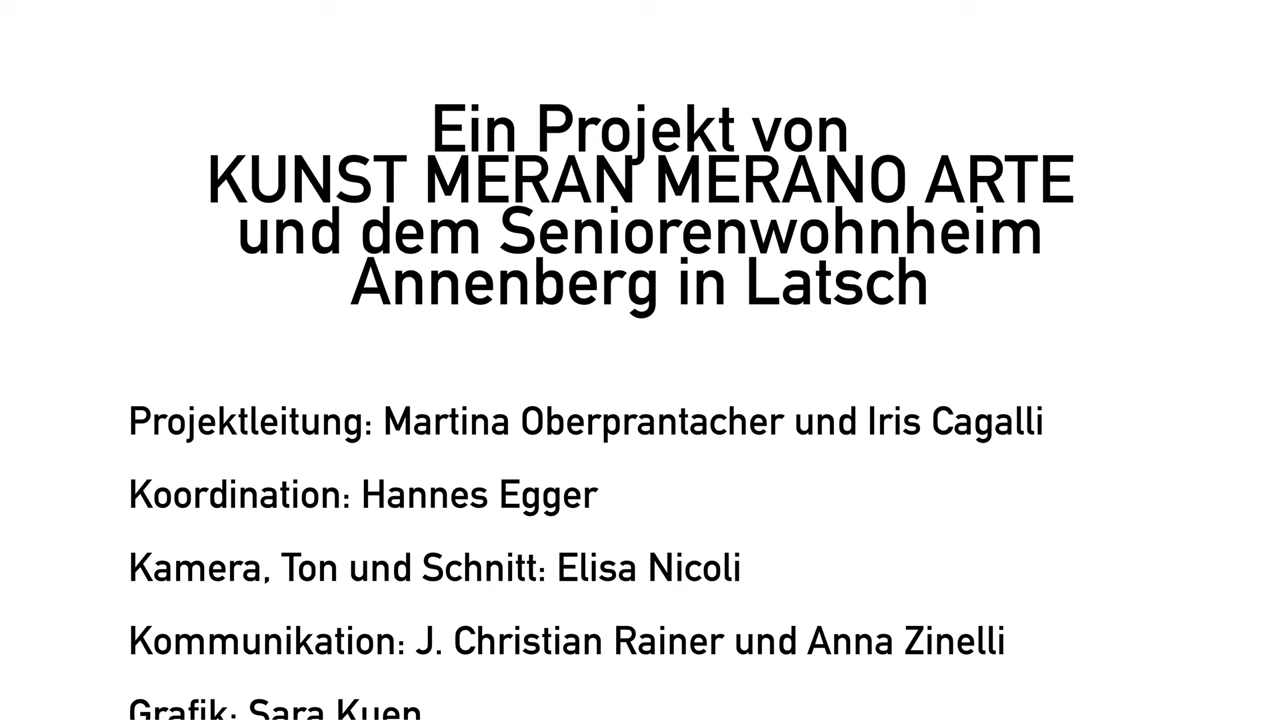 Ein Projekt von
KUNST MERAN MERANO ARTE
und dem Seniorenwohnheim
Annenberg in Latsch
Projektleitung: Martina Oberprantacher und Iris Cagalli
Koordination: Hannes Egger
Kamera, Ton und Schnitt: Elisa Nicoli
Kommunikation: J. Christian Rainer und Anna Zinelli
Grafik: Sara Kuen